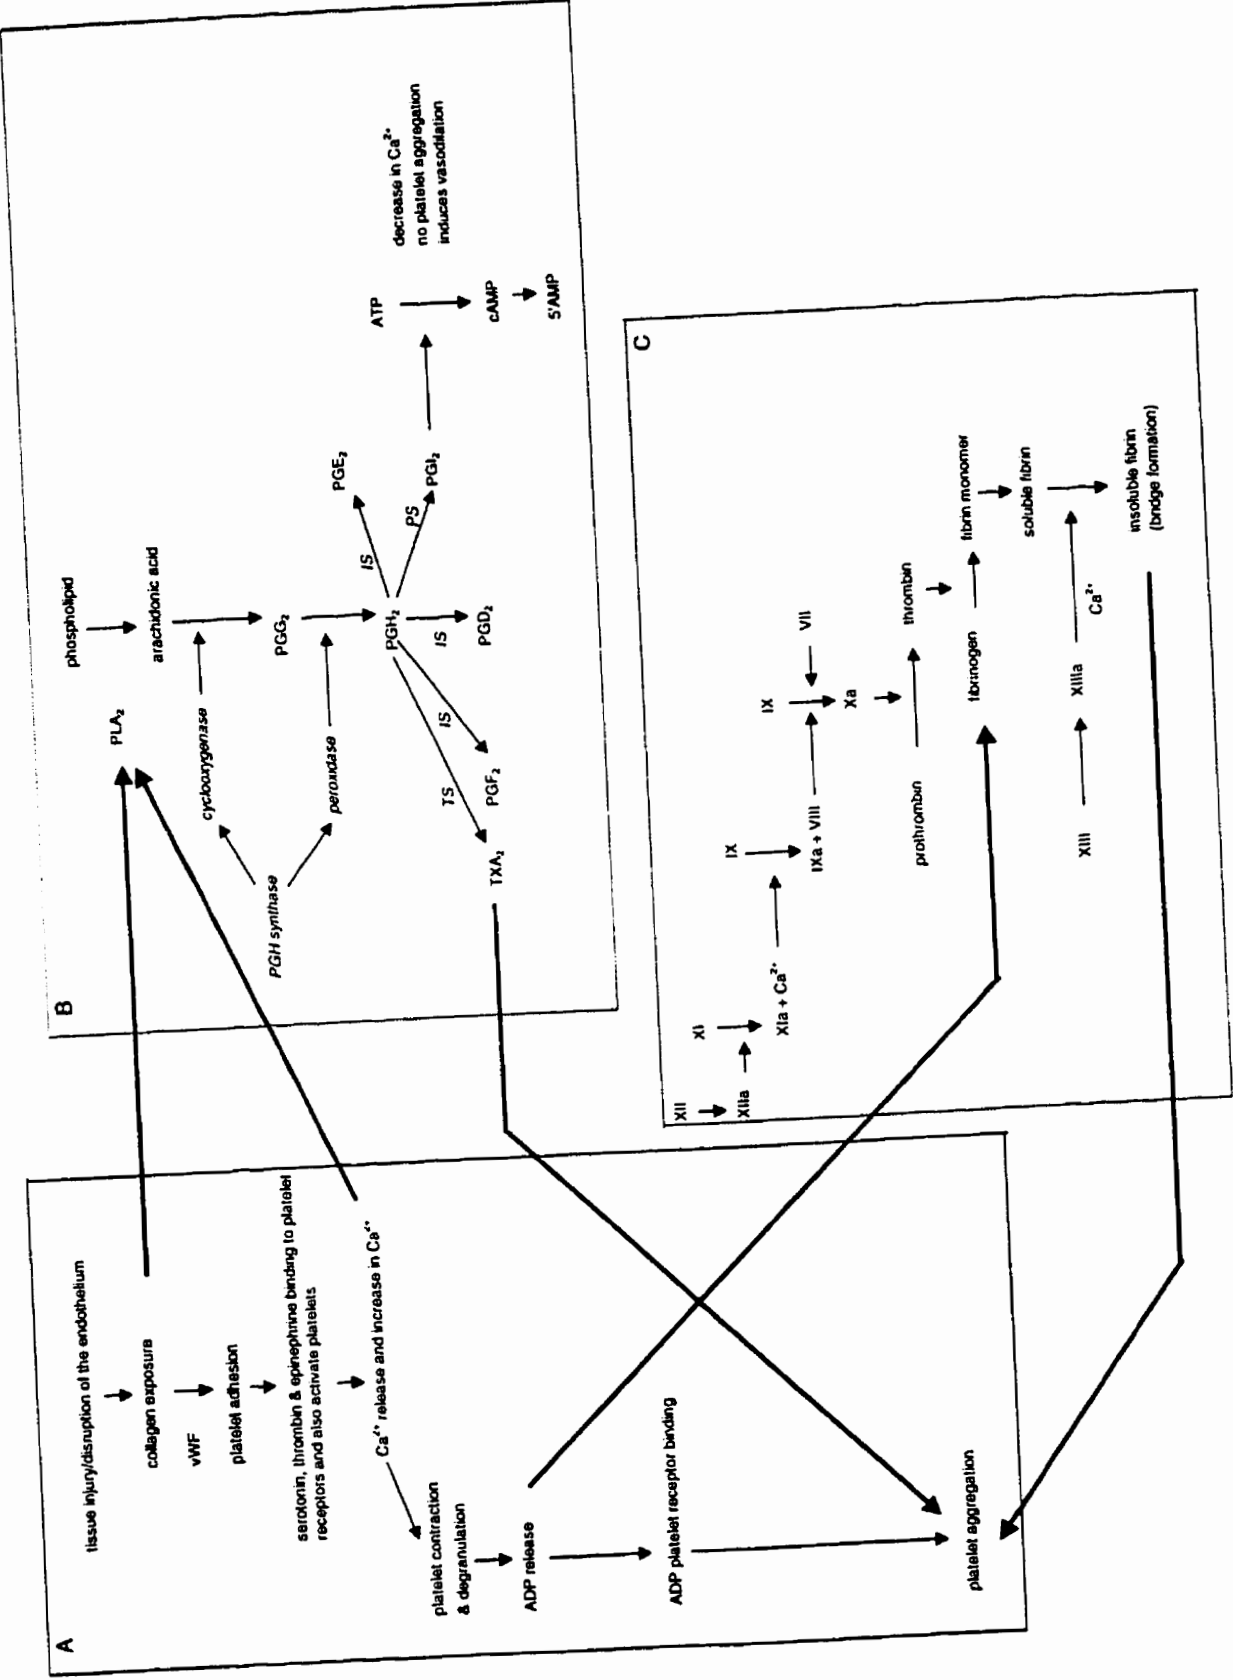 A
tissue injury/disruption of the endothelium
collagen exposure
vWF
platelet adhesion
serotonin, thrombin & epinephrine binding to platelet
receptors and also activate platelets
Ca²⁺ release and increase in Ca²⁺
platelet contraction
& degranulation
ADP release
ADP platelet receptor binding
platelet aggregation
B
phospholipid
PLA₂
arachidonic acid
cyclooxygenase
PGH synthase
PGG₂
peroxidase
PGH₂
IS
PGE₂
PS
PGI₂
IS
PGD₂
IS
PGF₂
TS
TXA₂
ATP
cAMP
5'AMP
decrease in Ca²⁺
no platelet aggregation
induces vasodilation
C
XII
XIIa
XI
XIa + Ca²⁺
IX
IXa + VIII
IX
VII
Xa
prothrombin
thrombin
fibrinogen
fibrin monomer
soluble fibrin
XIII
XIIIa
Ca²⁺
insoluble fibrin
(bridge formation)